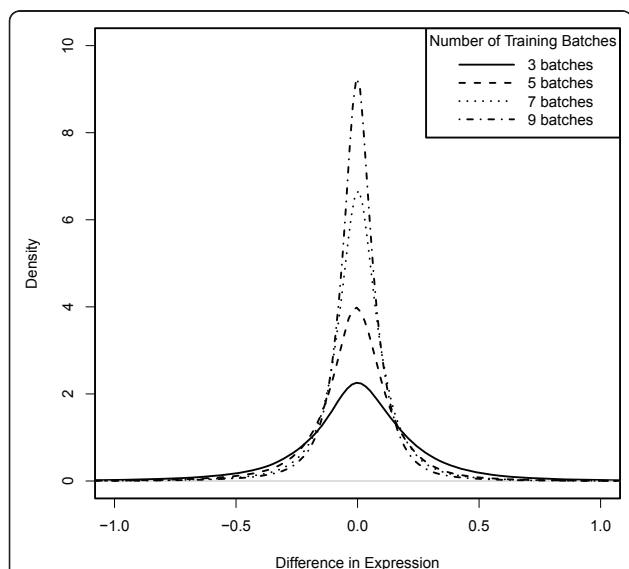 Number of Training Batches
3 batches
5 batches
7 batches
9 batches
10
8
6
4
2
0
Density
−1.0 −0.5 0.0 0.5 1.0
Difference in Expression